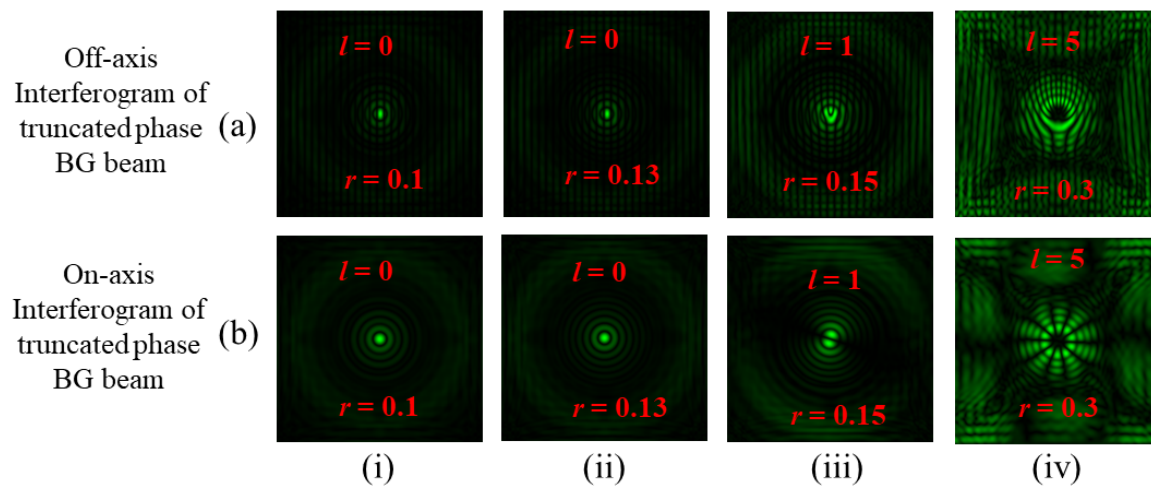 Off-axis
Interferogram of
truncated phase
BG beam
(a)
l = 0
r = 0.1
l = 0
r = 0.13
l = 1
r = 0.15
l = 5
r = 0.3
On-axis
Interferogram of
truncated phase
BG beam
(b)
l = 0
r = 0.1
l = 0
r = 0.13
l = 1
r = 0.15
l = 5
r = 0.3
(i)
(ii)
(iii)
(iv)